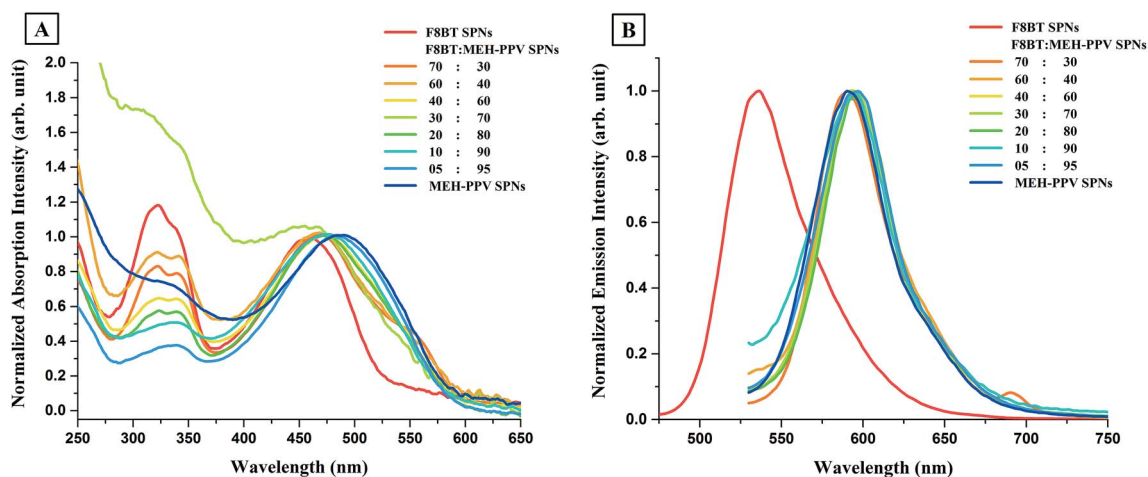 A
F8BT SPNs
F8BT:MEH-PPV SPNs
70 : 30
60 : 40
40 : 60
30 : 70
20 : 80
10 : 90
05 : 95
MEH-PPV SPNs
Normalized Absorption Intensity (arb. unit)
2.0
1.8
1.6
1.4
1.2
1.0
0.8
0.6
0.4
0.2
0.0
250 300 350 400 450 500 550 600 650
Wavelength (nm)
B
F8BT SPNs
F8BT:MEH-PPV SPNs
70 : 30
60 : 40
40 : 60
30 : 70
20 : 80
10 : 90
05 : 95
MEH-PPV SPNs
Normalized Emission Intensity (arb. unit)
1.0
0.8
0.6
0.4
0.2
0.0
500 550 600 650 700 750
Wavelength (nm)